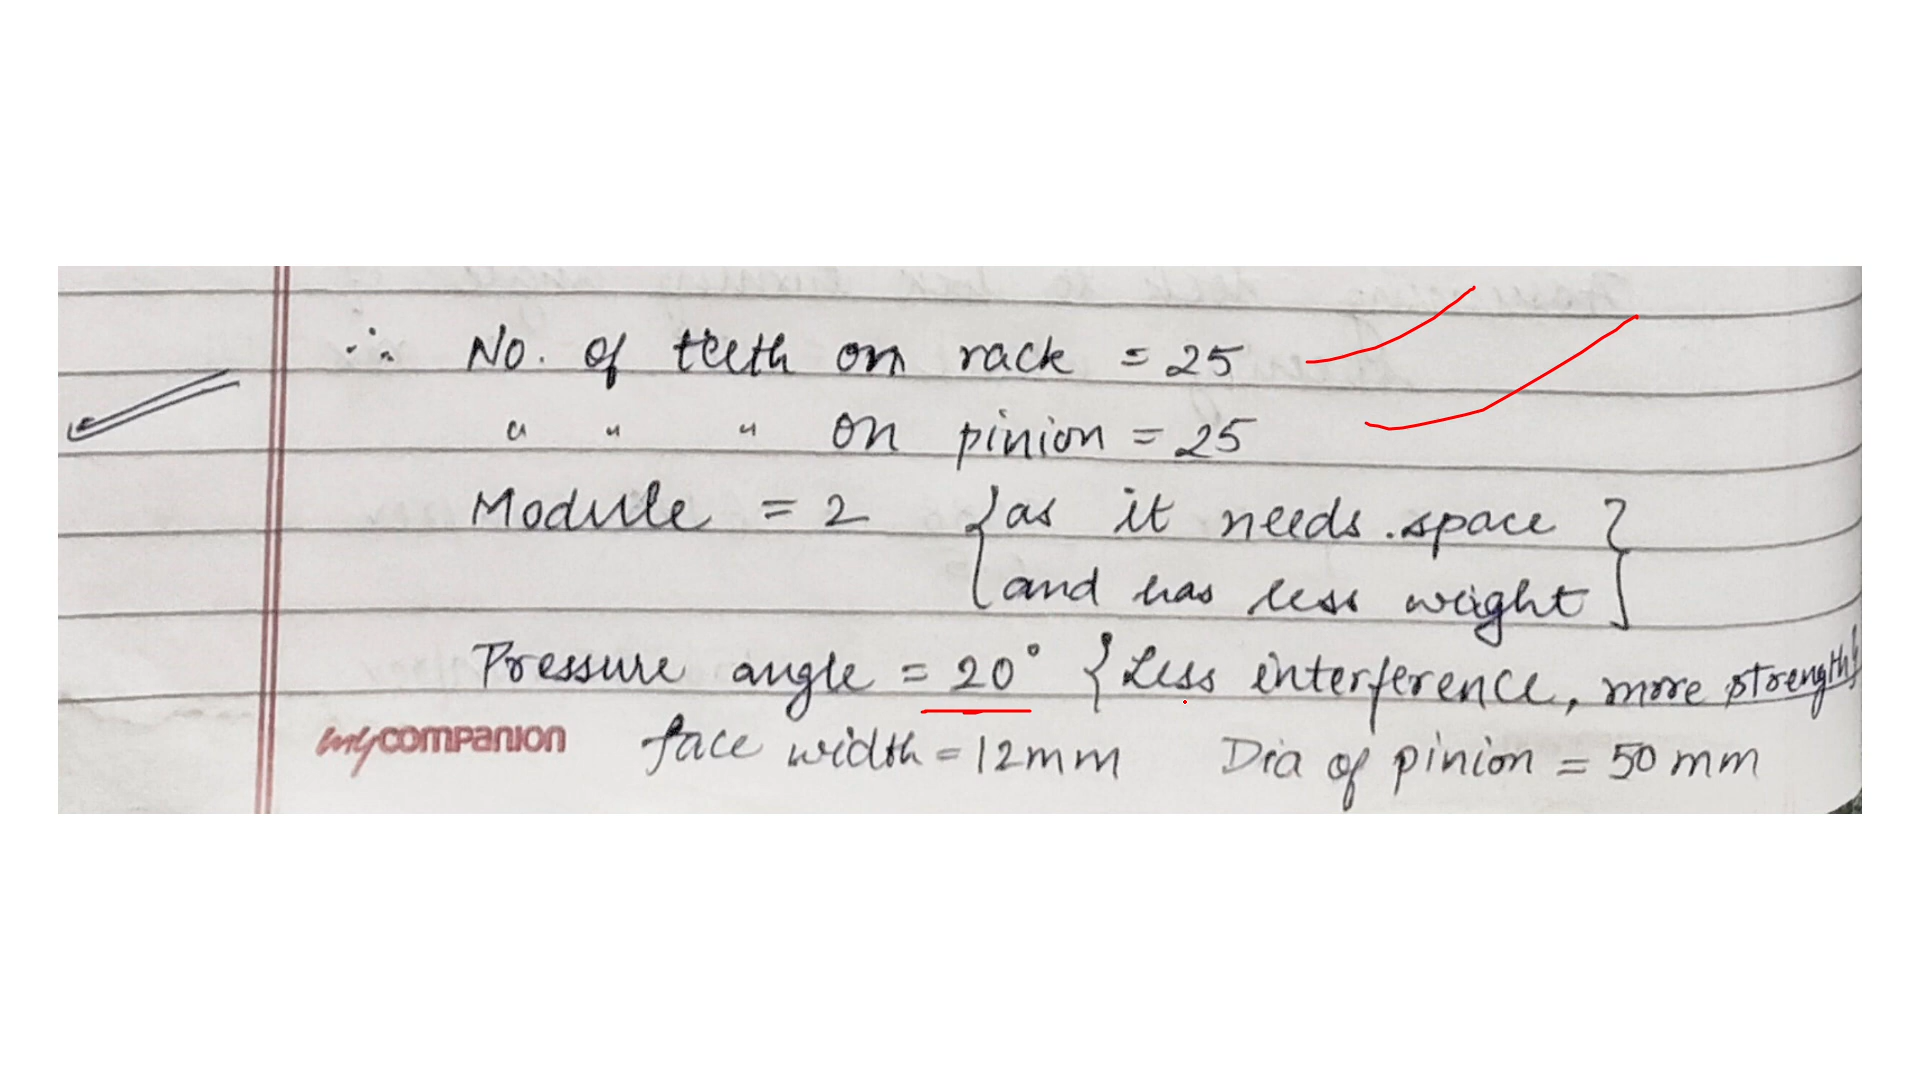 ∴ No. of teeth on rack = 25
〃 〃 〃 on pinion = 25
Module = 2 {as it needs space
and has less weight}
Pressure angle = 20° {Less interference, more strength}
mycompanion face width = 12mm Dia of pinion = 50 mm